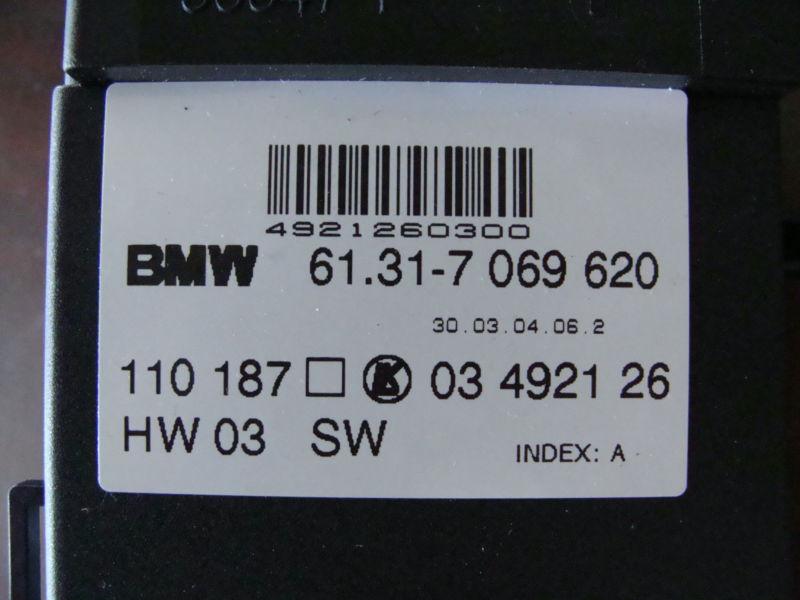 4921260300
BMW 61.31-7 069 620
30.03.04.06.2
110 187 □ K 03 4921 26
HW 03 SW
INDEX: A